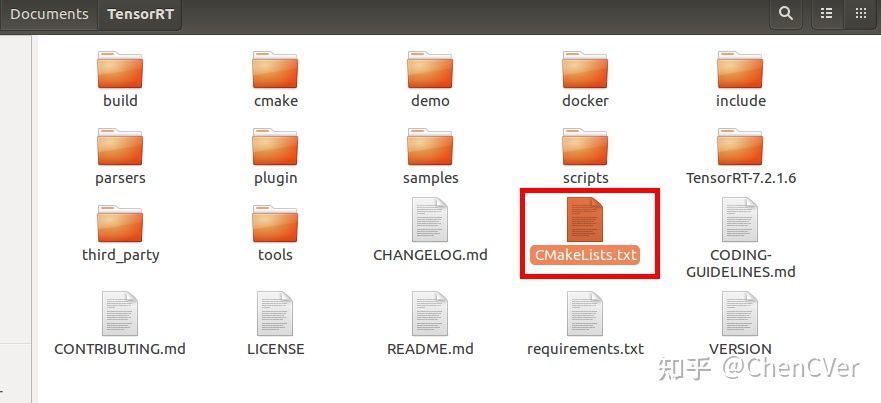 Documents TensorRT
build cmake demo docker include
parsers plugin samples scripts TensorRT-7.2.1.6
third_party tools CHANGELOG.md CMakeLists.txt CODING-
GUIDELINES.md
CONTRIBUTING.md LICENSE README.md requirements.txt VERSION
知乎 @ChenCVer